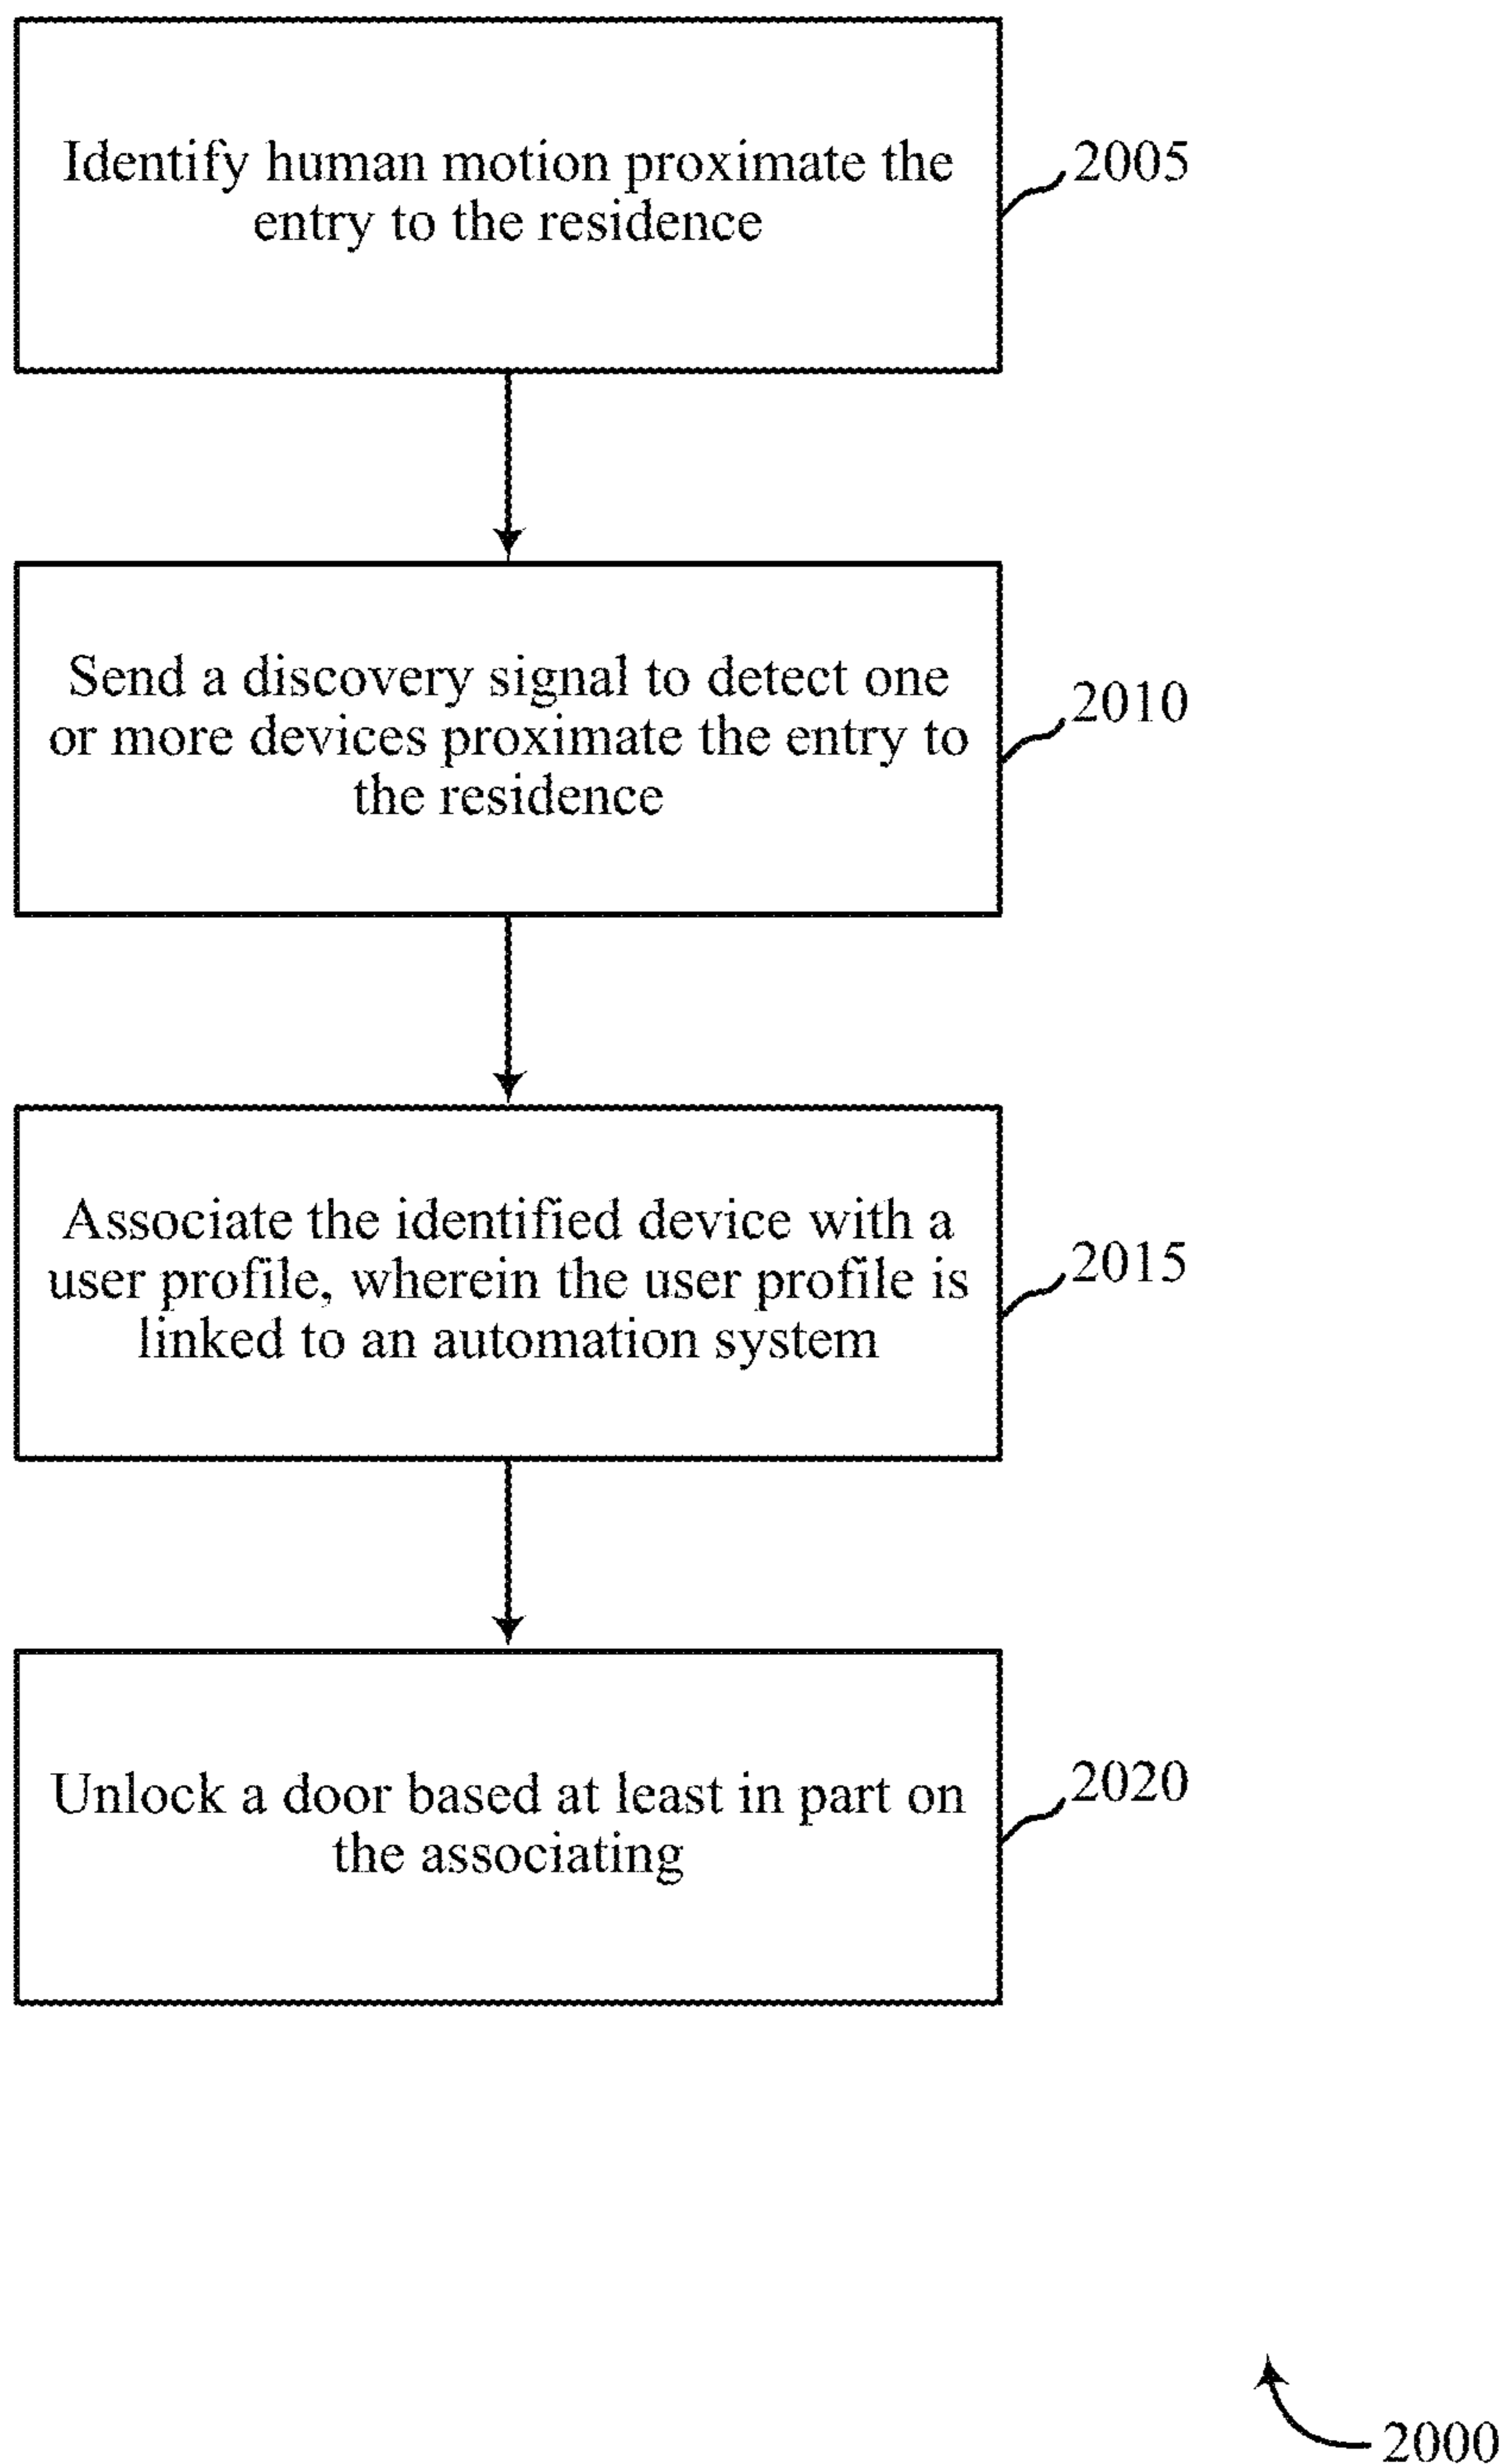 Identify human motion proximate the
entry to the residence
2005
Send a discovery signal to detect one
or more devices proximate the entry to
the residence
2010
Associate the identified device with a
user profile, wherein the user profile is
linked to an automation system
2015
Unlock a door based at least in part on
the associating
2020
2000